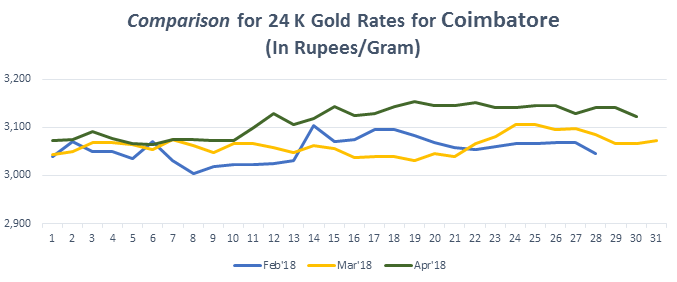 Comparison for 24 K Gold Rates for Coimbatore
(In Rupees/Gram)
3,200
3,100
3,000
2,900
1 2 3 4 5 6 7 8 9 10 11 12 13 14 15 16 17 18 19 20 21 22 23 24 25 26 27 28 29 30 31
Feb'18 Mar'18 Apr'18